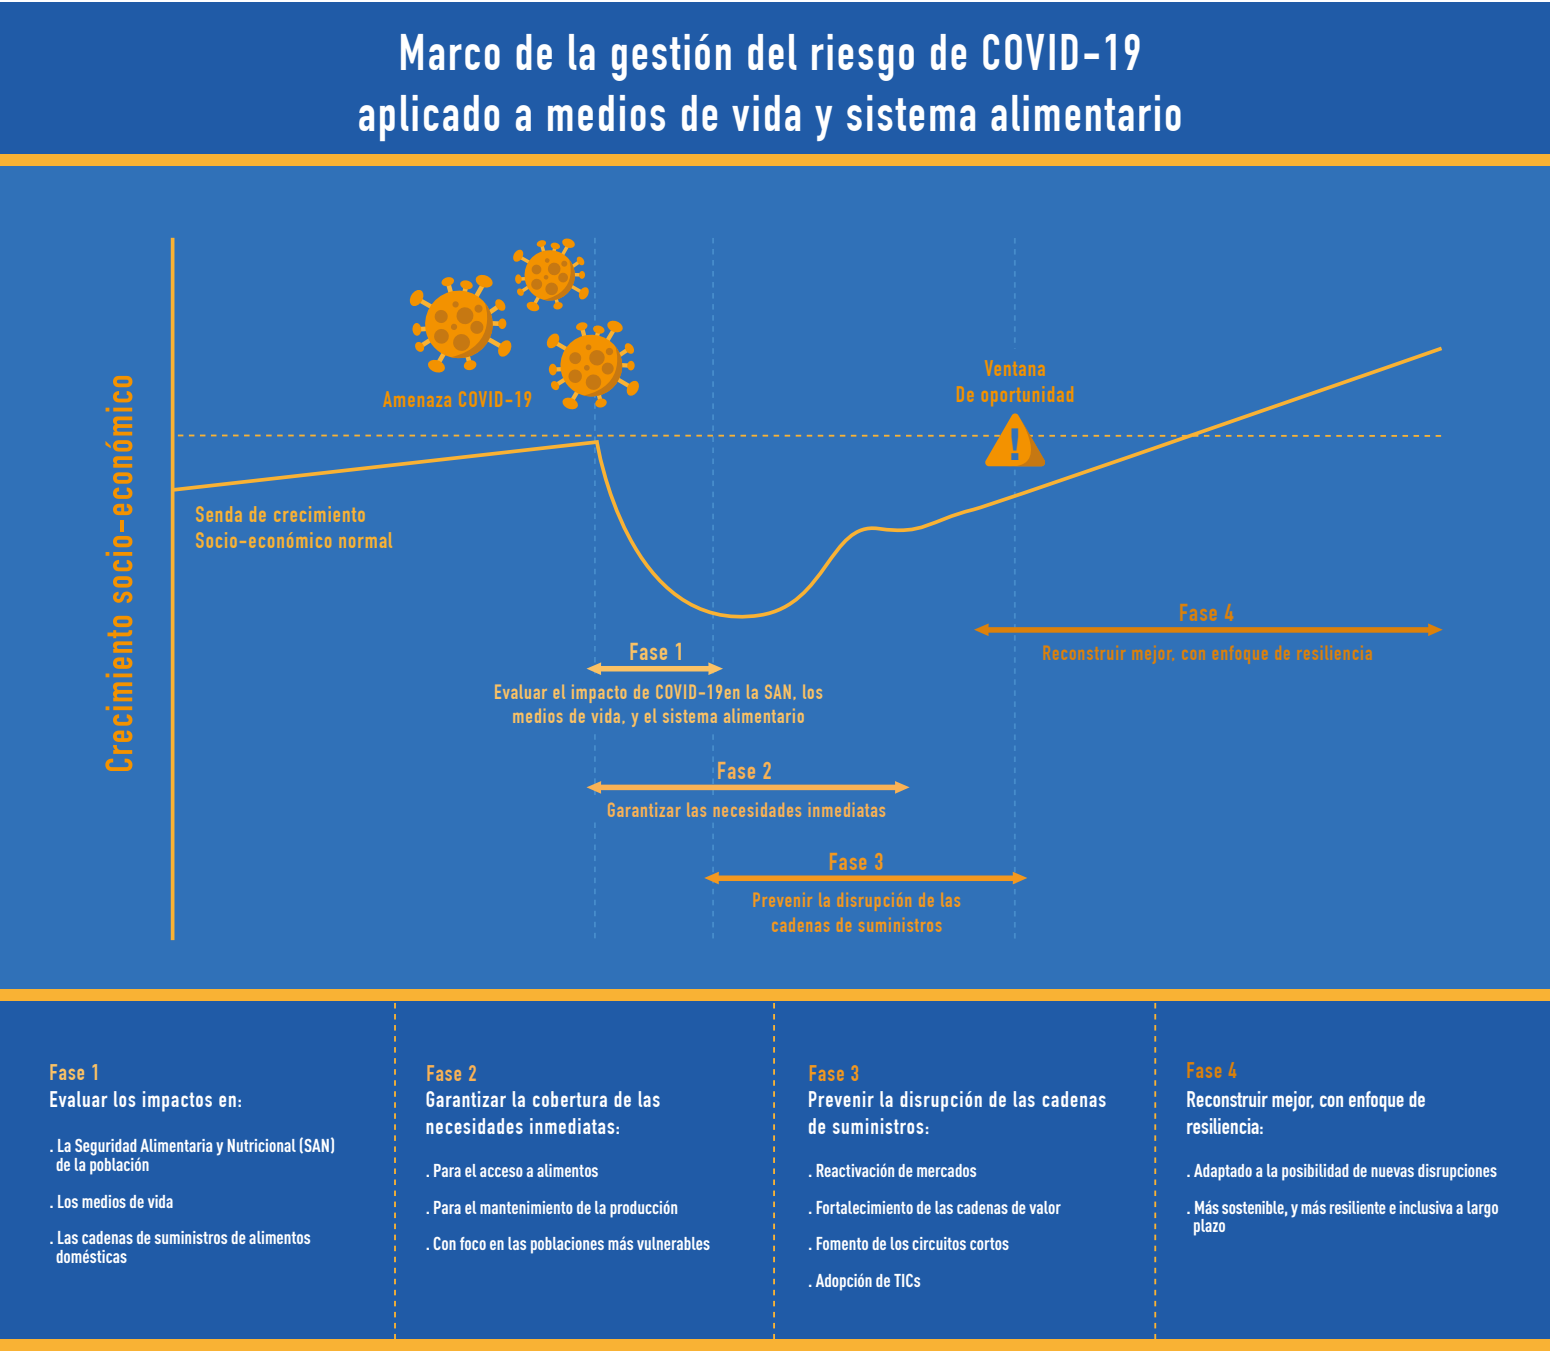 Marco de la gestión del riesgo de COVID-19
aplicado a medios de vida y sistema alimentario
Crecimiento socio-económico
Amenaza COVID-19
Ventana
De oportunidad
Senda de crecimiento
Socio-económico normal
Fase 4
Reconstruir mejor, con enfoque de resiliencia
Fase 1
Evaluar el impacto de COVID-19en la SAN, los
medios de vida, y el sistema alimentario
Fase 2
Garantizar las necesidades inmediatas
Fase 3
Prevenir la disrupción de las
cadenas de suministros
Fase 1
Evaluar los impactos en:
. La Seguridad Alimentaria y Nutricional (SAN)
de la población
. Los medios de vida
. Las cadenas de suministros de alimentos
domésticas
Fase 2
Garantizar la cobertura de las
necesidades inmediatas:
. Para el acceso a alimentos
. Para el mantenimiento de la producción
. Con foco en las poblaciones más vulnerables
Fase 3
Prevenir la disrupción de las cadenas
de suministros:
. Reactivación de mercados
. Fortalecimiento de las cadenas de valor
. Fomento de los circuitos cortos
. Adopción de TICs
Fase 4
Reconstruir mejor, con enfoque de
resiliencia:
. Adaptado a la posibilidad de nuevas disrupciones
. Más sostenible, y más resiliente e inclusiva a largo
plazo